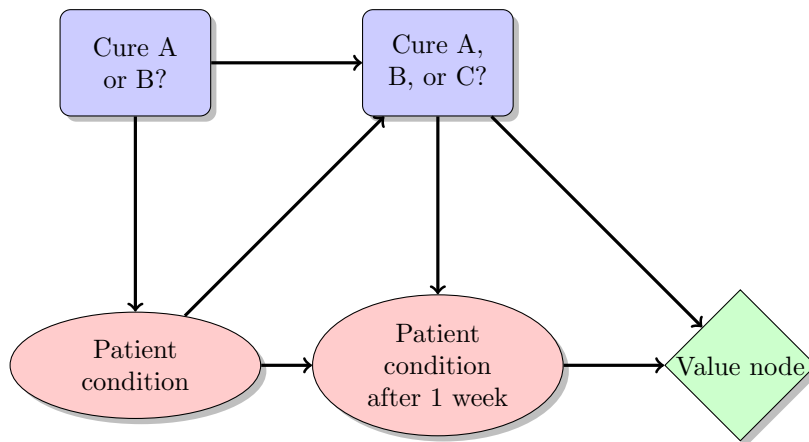 Cure A
or B?
Cure A,
B, or C?
Patient
condition
Patient
condition
after 1 week
Value node